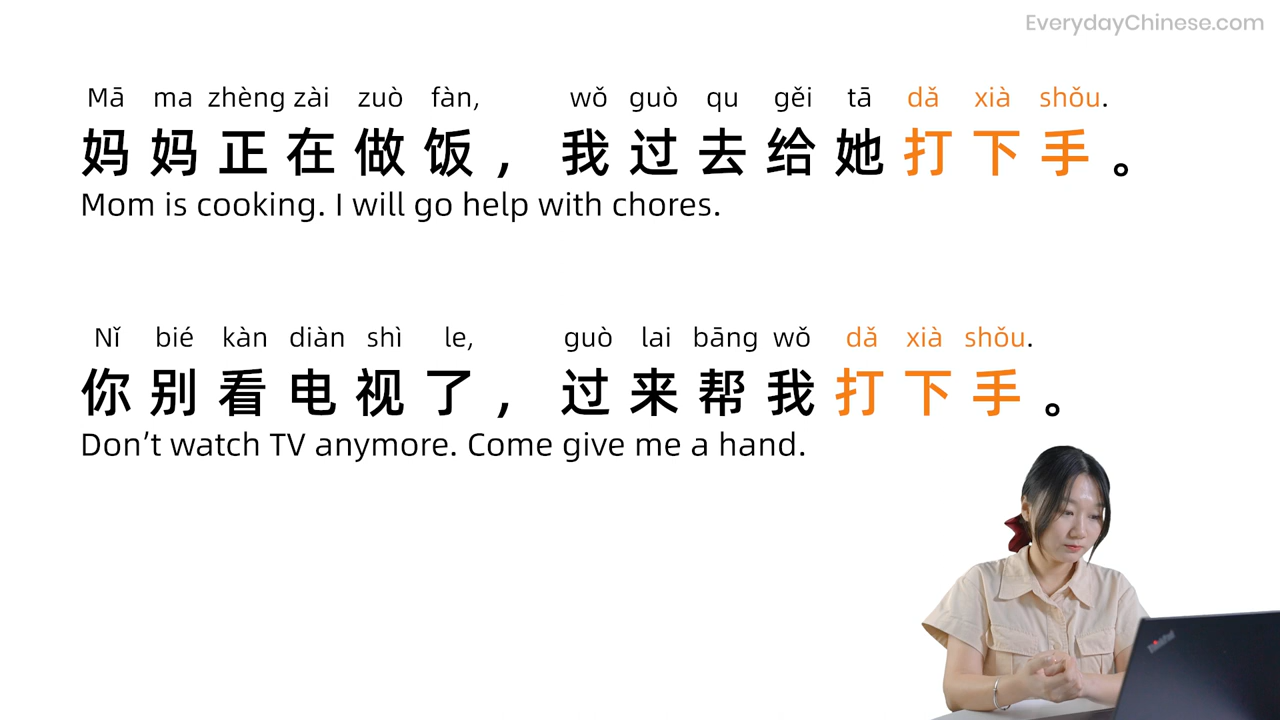 EverydayChinese.com
Mā ma zhèng zài zuò fàn, wǒ guò qu gěi tā dǎ xià shǒu.
妈妈正在做饭，我过去给她打下手。
Mom is cooking. I will go help with chores.
Nǐ bié kàn diàn shì le, guò lai bāng wǒ dǎ xià shǒu.
你别看电视了，过来帮我打下手。
Don’t watch TV anymore. Come give me a hand.
ThinkPad